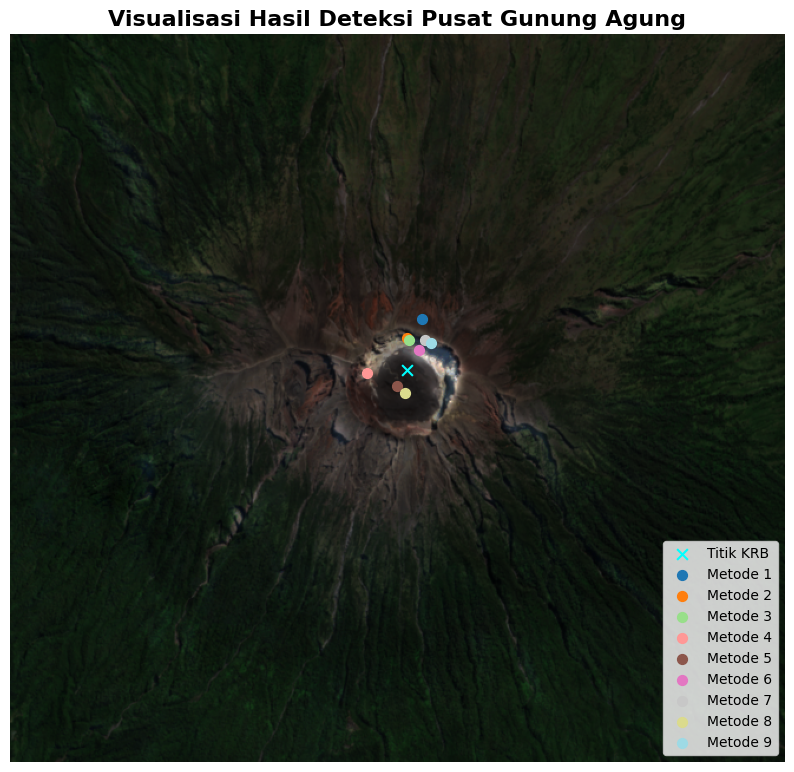 Visualisasi Hasil Deteksi Pusat Gunung Agung
Titik KRB
Metode 1
Metode 2
Metode 3
Metode 4
Metode 5
Metode 6
Metode 7
Metode 8
Metode 9